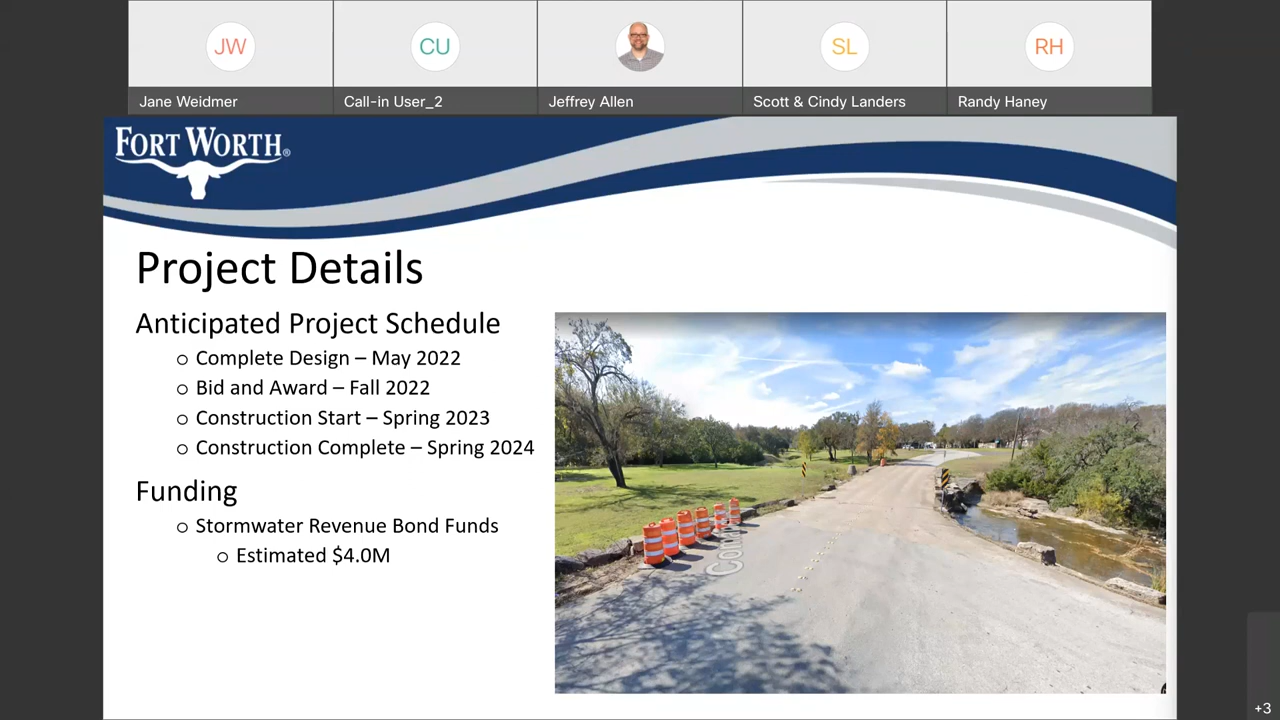 JW
CU
SL
RH
Jane Weidmer
Call-in User_2
Jeffrey Allen
Scott & Cindy Landers
Randy Haney
FORT WORTH®
Project Details
Anticipated Project Schedule
Complete Design – May 2022
Bid and Award – Fall 2022
Construction Start – Spring 2023
Construction Complete – Spring 2024
Funding
Stormwater Revenue Bond Funds
Estimated $4.0M
+3